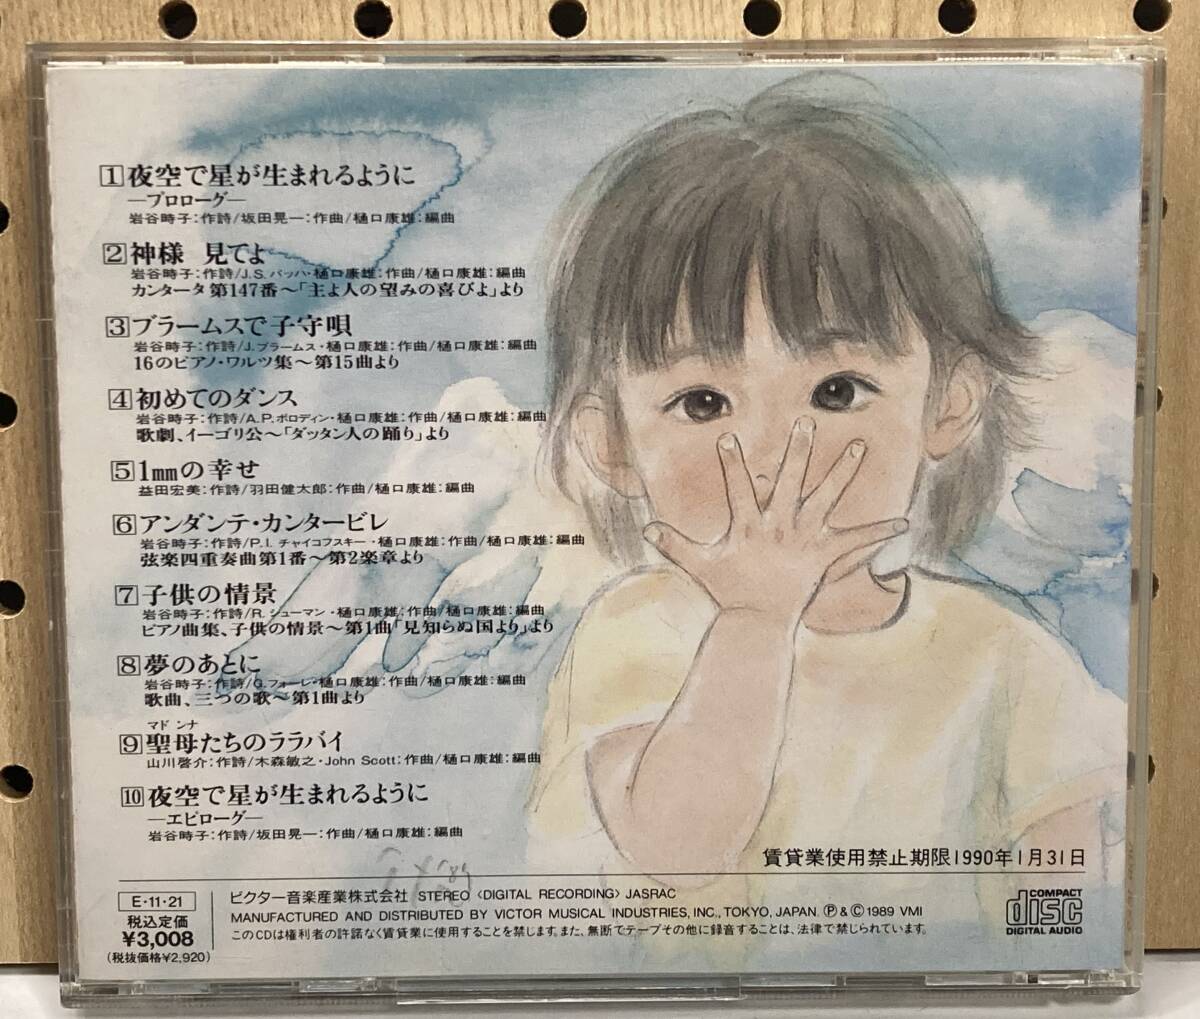 1 夜空で星が生まれるように
—プロローグ—
岩谷時子:作詩/坂田晃一:作曲/樋口康雄:編曲
2 神様 見てよ
岩谷時子:作詩/J.S.バッハ・樋口康雄:作曲/樋口康雄:編曲
カンタータ第147番〜「主よ人の望みの喜びよ」より
3 ブラームスで子守唄
岩谷時子:作詩/J.ブラームス・樋口康雄:作曲/樋口康雄:編曲
16のピアノ・ワルツ集〜第15曲より
4 初めてのダンス
岩谷時子:作詩/A.P.ボロディン・樋口康雄:作曲/樋口康雄:編曲
歌劇、イーゴリ公〜「ダッタン人の踊り」より
5 1mmの幸せ
益田宏美:作詩/羽田健太郎:作曲/樋口康雄:編曲
6 アンダンテ・カンタービレ
岩谷時子:作詩/P.I.チャイコフスキー・樋口康雄:作曲/樋口康雄:編曲
弦楽四重奏曲第1番〜第2楽章より
7 子供の情景
岩谷時子:作詩/R.シューマン・樋口康雄:作曲/樋口康雄:編曲
ピアノ曲集、子供の情景〜第1曲「見知らぬ国より」より
8 夢のあとに
岩谷時子:作詩/G.フォーレ・樋口康雄:作曲/樋口康雄:編曲
歌曲、三つの歌〜第1曲より
マドンナ
9 聖母たちのララバイ
山川啓介:作詩/木森敏之・John Scott:作曲/樋口康雄:編曲
10 夜空で星が生まれるように
—エピローグ—
岩谷時子:作詩/坂田晃一:作曲/樋口康雄:編曲
賃貸業使用禁止期限1990年1月31日
E・11・21
税込定価
¥3,008
(税抜価格¥2,920)
ビクター音楽産業株式会社 STEREO 〈DIGITAL RECORDING〉 JASRAC
MANUFACTURED AND DISTRIBUTED BY VICTOR MUSICAL INDUSTRIES, INC., TOKYO, JAPAN. Ⓟ & Ⓒ 1989 VMI
このCDは権利者の許諾なく賃貸業に使用することを禁じます。また、無断でテープその他に録音することは、法律で禁じられています。
COMPACT
disc
DIGITAL AUDIO